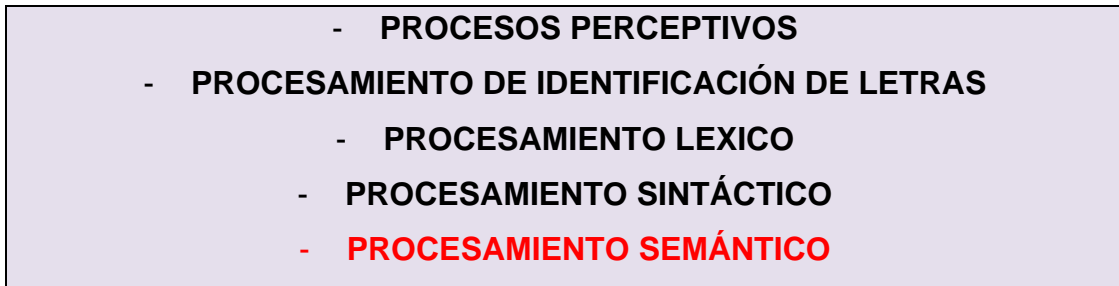 - PROCESOS PERCEPTIVOS
- PROCESAMIENTO DE IDENTIFICACIÓN DE LETRAS
- PROCESAMIENTO LEXICO
- PROCESAMIENTO SINTÁCTICO
- PROCESAMIENTO SEMÁNTICO